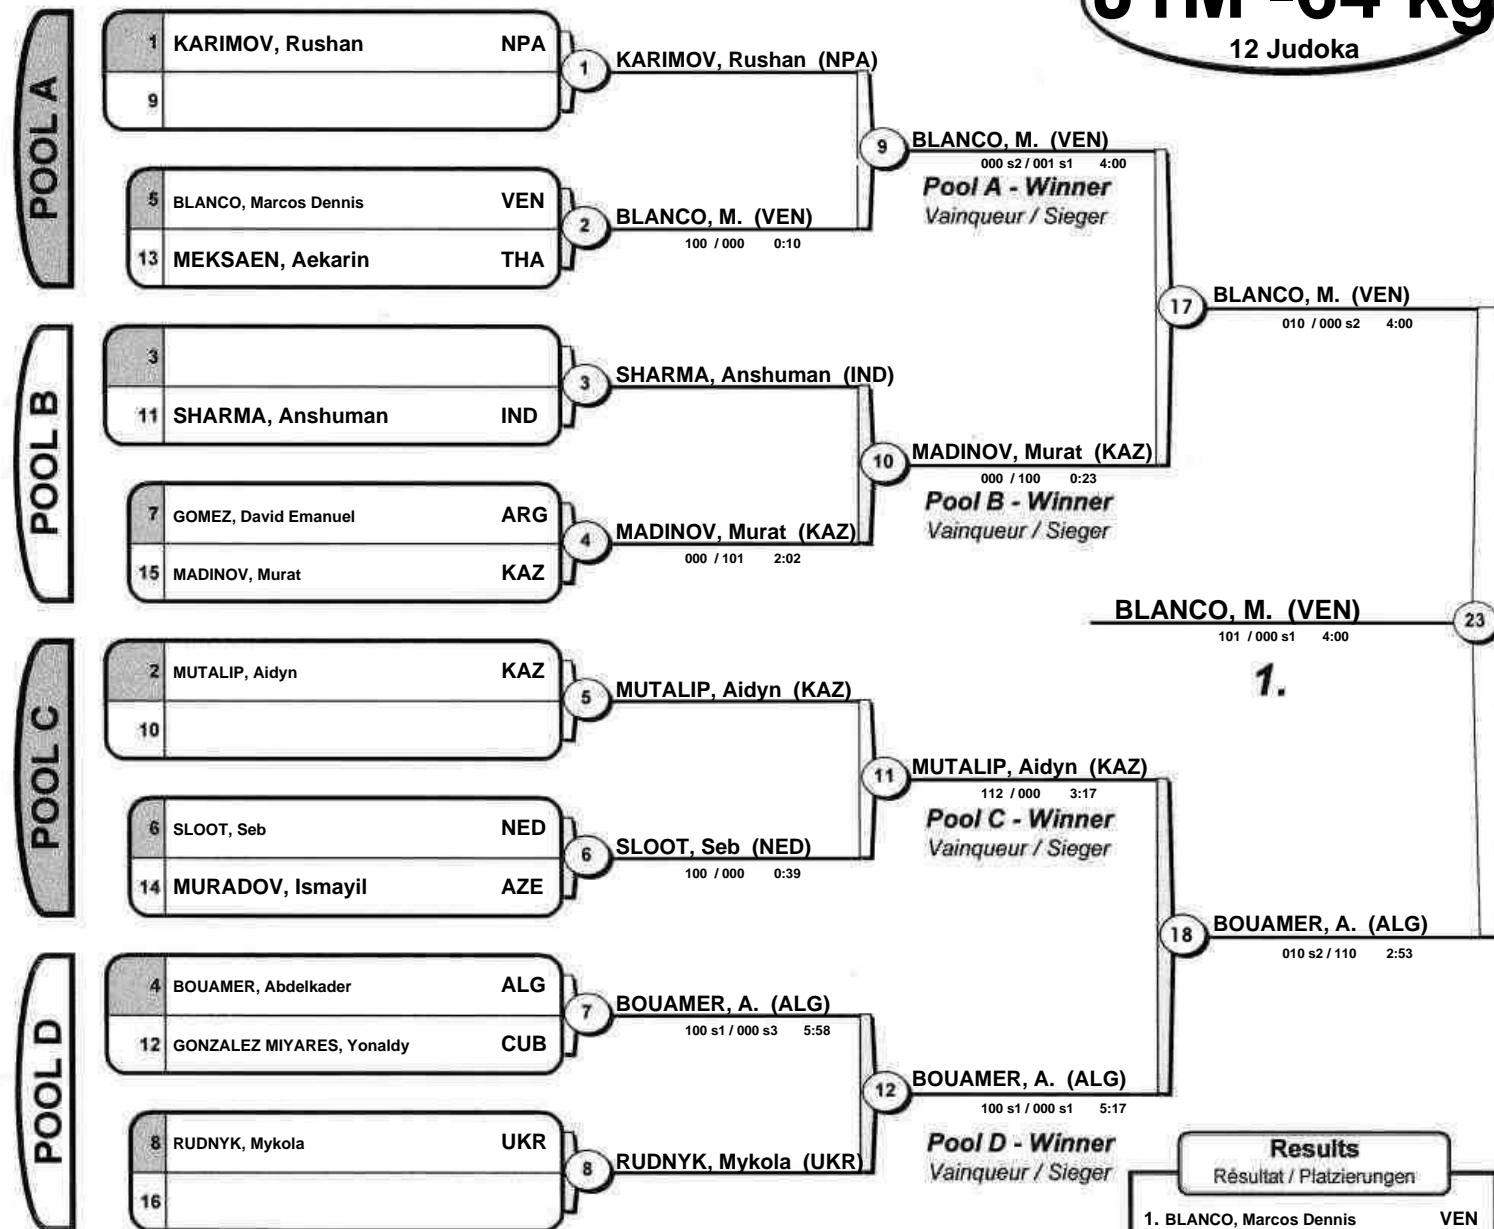 12 Judoka
POOL A
1 KARIMOV, Rushan NPA
9
1 KARIMOV, Rushan (NPA)
5 BLANCO, Marcos Dennis VEN
13 MEKSAEN, Aekarin THA
2 BLANCO, M. (VEN)
100 / 000 0:10
9 BLANCO, M. (VEN)
000 s2 / 001 s1 4:00
Pool A - Winner
Vainqueur / Sieger
POOL B
3
11 SHARMA, Anshuman IND
3 SHARMA, Anshuman (IND)
7 GOMEZ, David Emanuel ARG
15 MADINOV, Murat KAZ
4 MADINOV, Murat (KAZ)
000 / 101 2:02
10 MADINOV, Murat (KAZ)
000 / 100 0:23
Pool B - Winner
Vainqueur / Sieger
17 BLANCO, M. (VEN)
010 / 000 s2 4:00
BLANCO, M. (VEN) 23
101 / 000 s1 4:00
1.
POOL C
2 MUTALIP, Aidyn KAZ
10
5 MUTALIP, Aidyn (KAZ)
6 SLOOT, Seb NED
14 MURADOV, Ismayil AZE
6 SLOOT, Seb (NED)
100 / 000 0:39
11 MUTALIP, Aidyn (KAZ)
112 / 000 3:17
Pool C - Winner
Vainqueur / Sieger
POOL D
4 BOUAMER, Abdelkader ALG
12 GONZALEZ MIYARES, Yonaldy CUB
7 BOUAMER, A. (ALG)
100 s1 / 000 s3 5:58
8 RUDNYK, Mykola UKR
16
8 RUDNYK, Mykola (UKR)
12 BOUAMER, A. (ALG)
100 s1 / 000 s1 5:17
Pool D - Winner
Vainqueur / Sieger
18 BOUAMER, A. (ALG)
010 s2 / 110 2:53
Results
Résultat / Platzierungen
1. BLANCO, Marcos Dennis VEN